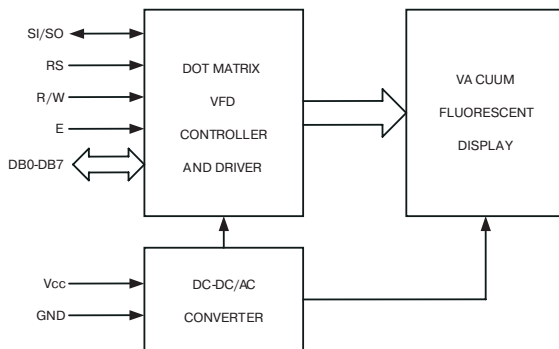 SI/SO
RS
R/W
E
DB0-DB7
DOT MATRIX
VFD
CONTROLLER
AND DRIVER
VA CUUM
FLUORESCENT
DISPLAY
Vcc
GND
DC-DC/AC
CONVERTER